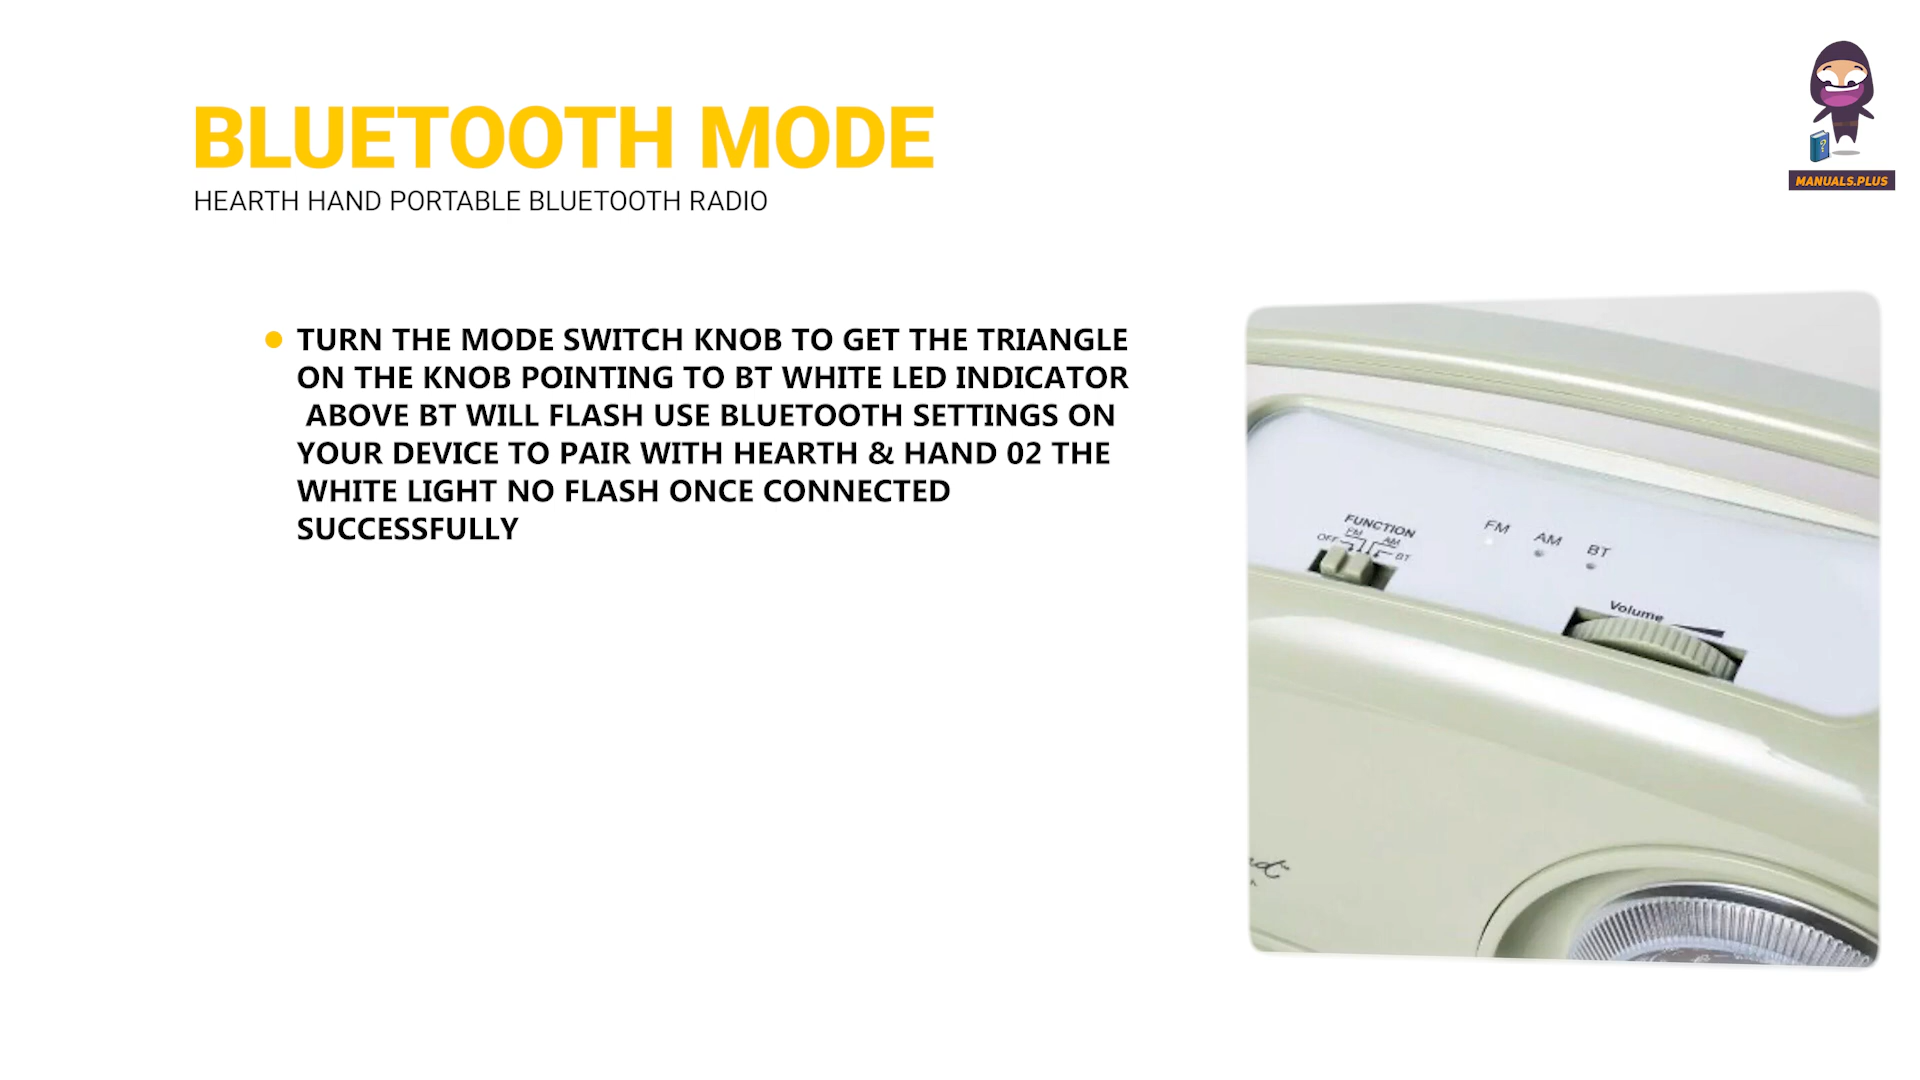 BLUETOOTH MODE
HEARTH HAND PORTABLE BLUETOOTH RADIO
MANUALS.PLUS
TURN THE MODE SWITCH KNOB TO GET THE TRIANGLE
ON THE KNOB POINTING TO BT WHITE LED INDICATOR
ABOVE BT WILL FLASH USE BLUETOOTH SETTINGS ON
YOUR DEVICE TO PAIR WITH HEARTH & HAND 02 THE
WHITE LIGHT NO FLASH ONCE CONNECTED
SUCCESSFULLY
FUNCTION
OFF FM AM BT
FM AM BT
Volume